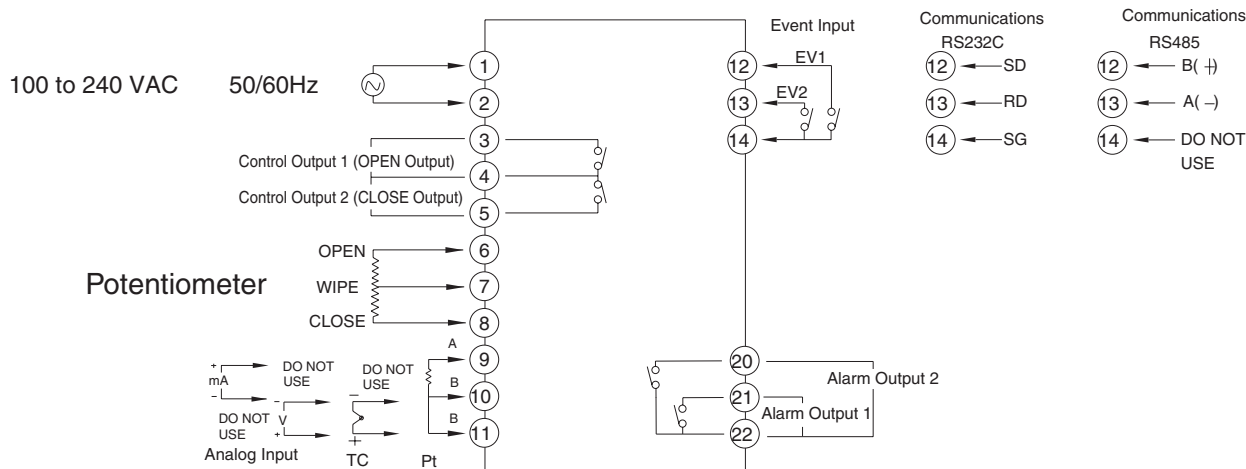 100 to 240 VAC 50/60Hz
1
2
3
Control Output 1 (OPEN Output)
4
Control Output 2 (CLOSE Output)
5
Potentiometer
OPEN 6
WIPE 7
CLOSE 8
A 9
B 10
B 11
+
mA
−
DO NOT
USE
DO NOT
USE
−
V
+
Analog Input
DO NOT
USE
−
+
TC
Pt
Event Input
12 EV1
13 EV2
14
Communications
RS232C
12 SD
13 RD
14 SG
Communications
RS485
12 B( +)
13 A( −)
14 DO NOT
USE
20
Alarm Output 2
21
Alarm Output 1
22